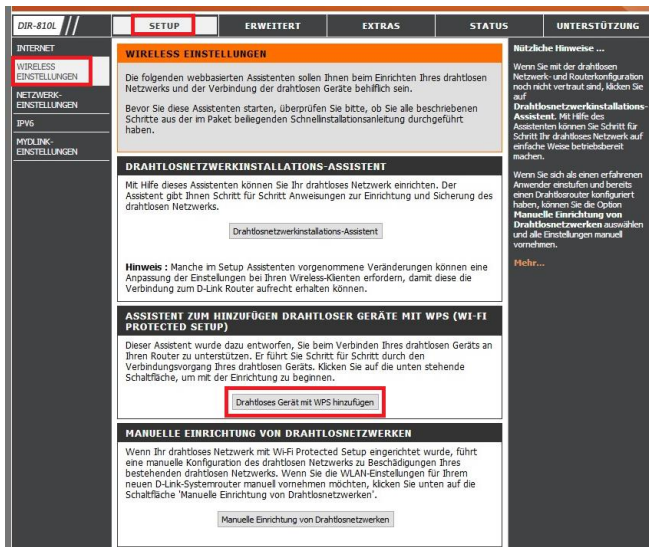 DIR-810L
SETUP
ERWEITERT
EXTRAS
STATUS
UNTERSTÜTZUNG
INTERNET
WIRELESS
EINSTELLUNGEN
NETZWERK-
EINSTELLUNGEN
IPV6
MYDLINK-
EINSTELLUNGEN
WIRELESS EINSTELLUNGEN
Die folgenden webbasierten Assistenten sollen Ihnen beim Einrichten Ihres drahtlosen
Netzwerks und der Verbindung der drahtlosen Geräte behilflich sein.
Bevor Sie diese Assistenten starten, überprüfen Sie bitte, ob Sie alle beschriebenen
Schritte aus der im Paket beiliegenden Schnellinstallationsanleitung durchgeführt
haben.
DRAHTLOSNETZWERKINSTALLATIONS-ASSISTENT
Mit Hilfe dieses Assistenten können Sie Ihr drahtloses Netzwerk einrichten. Der
Assistent gibt Ihnen Schritt für Schritt Anweisungen zur Einrichtung und Sicherung des
drahtlosen Netzwerks.
Drahtlosnetzwerkinstallations-Assistent
Hinweis : Manche im Setup Assistenten vorgenommene Veränderungen können eine
Anpassung der Einstellungen bei Ihren Wireless-Klienten erfordern, damit diese die
Verbindung zum D-Link Router aufrecht erhalten können.
ASSISTENT ZUM HINZUFÜGEN DRAHTLOSER GERÄTE MIT WPS (WI-FI
PROTECTED SETUP)
Dieser Assistent wurde dazu entworfen, Sie beim Verbinden Ihres drahtlosen Geräts an
Ihren Router zu unterstützen. Er führt Sie Schritt für Schritt durch den
Verbindungsvorgang Ihres drahtlosen Geräts. Klicken Sie auf die unten stehende
Schaltfläche, um mit der Einrichtung zu beginnen.
Drahtloses Gerät mit WPS hinzufügen
MANUELLE EINRICHTUNG VON DRAHTLOSNETZWERKEN
Wenn Ihr drahtloses Netzwerk mit Wi-Fi Protected Setup eingerichtet wurde, führt
eine manuelle Konfiguration des drahtlosen Netzwerks zu Beschädigungen Ihres
bestehenden drahtlosen Netzwerks. Wenn Sie die WLAN-Einstellungen für Ihrem
neuen D-Link-Systemrouter manuell vornehmen möchten, klicken Sie unten auf die
Schaltfläche 'Manuelle Einrichtung von Drahtlosnetzwerken'.
Manuelle Einrichtung von Drahtlosnetzwerken
Nützliche Hinweise ...
Wenn Sie mit der drahtlosen
Netzwerk- und Routerkonfiguration
noch nicht vertraut sind, klicken Sie
auf
Drahtlosnetzwerkinstallations-
Assistent. Mit Hilfe des
Assistenten können Sie Schritt für
Schritt Ihr drahtloses Netzwerk auf
einfache Weise betriebsbereit
machen.
Wenn Sie sich als einen erfahrenen
Anwender einstufen und bereits
einen Drahtlosrouter konfiguriert
haben, können Sie die Option
Manuelle Einrichtung von
Drahtlosnetzwerken auswählen
und alle Einstellungen manuell
vornehmen.
Mehr...